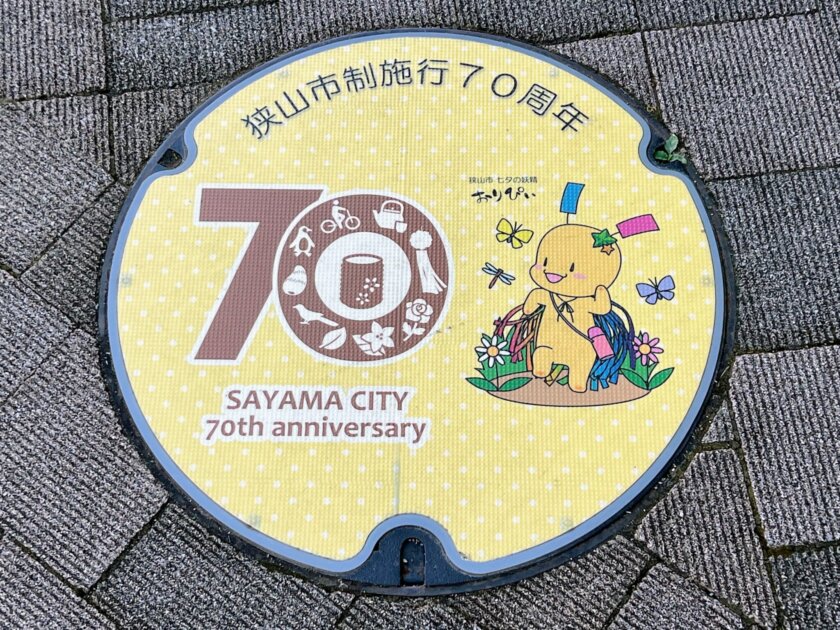 狭山市制施行７０周年
狭山市 七夕の妖精
おりぴぃ
70
SAYAMA CITY
70th anniversary